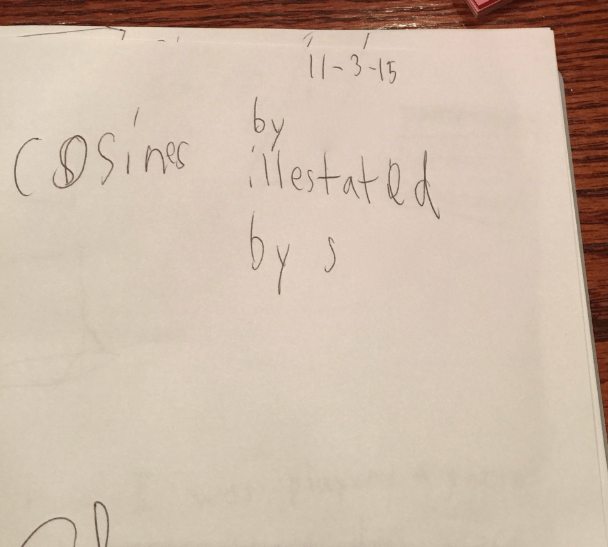 11-3-15
cosines by
illestated
by s